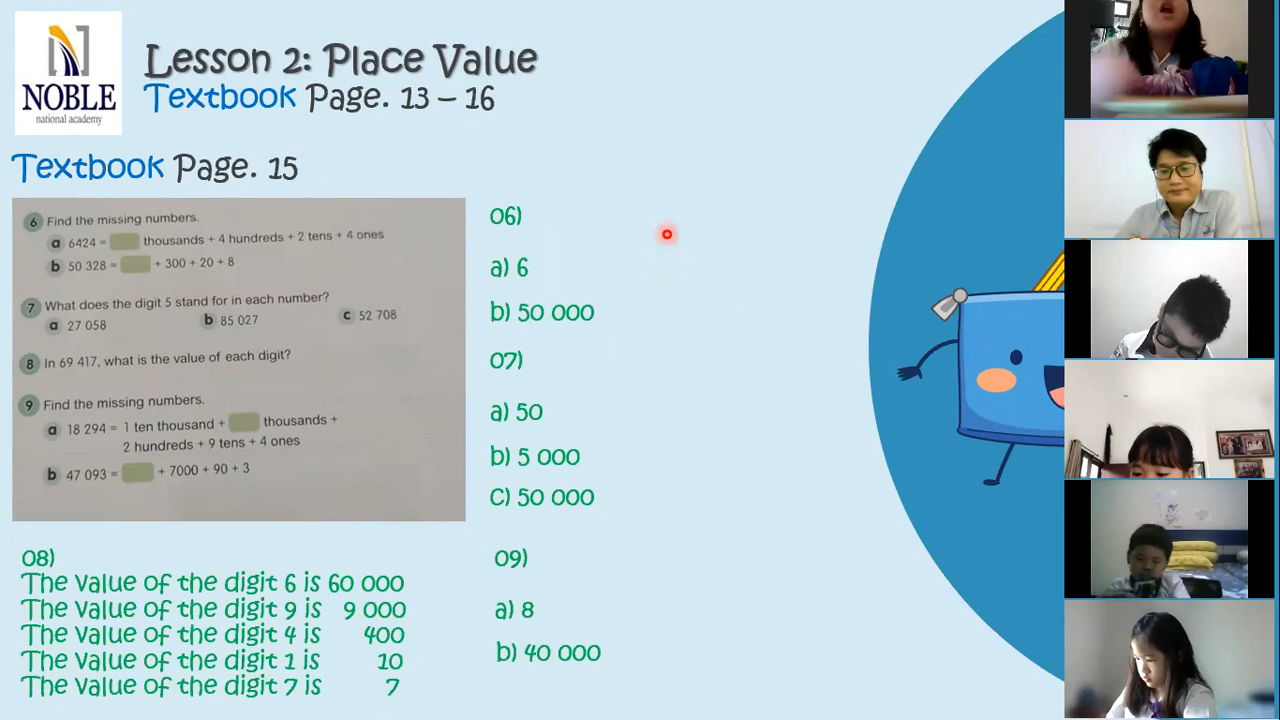 NOBLE
national academy
Lesson 2: Place Value
Textbook Page. 13 – 16
Textbook Page. 15
6 Find the missing numbers.
a 6424 = thousands + 4 hundreds + 2 tens + 4 ones
b 50 328 = + 300 + 20 + 8
7 What does the digit 5 stand for in each number?
a 27 058 b 85 027 c 52 708
8 In 69 417, what is the value of each digit?
9 Find the missing numbers.
a 18 294 = 1 ten thousand + thousands +
2 hundreds + 9 tens + 4 ones
b 47 093 = + 7000 + 90 + 3
06)
a) 6
b) 50 000
07)
a) 50
b) 5 000
C) 50 000
08)
The value of the digit 6 is 60 000
The value of the digit 9 is 9 000
The value of the digit 4 is 400
The value of the digit 1 is 10
The value of the digit 7 is 7
09)
a) 8
b) 40 000